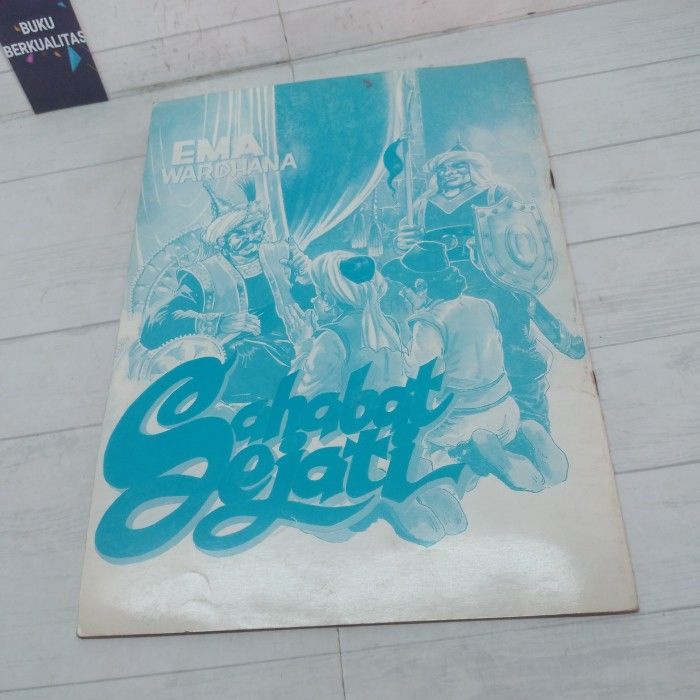 BUKU
BERKUALITAS
EMA
WARDHANA
Sahabat
Sejati